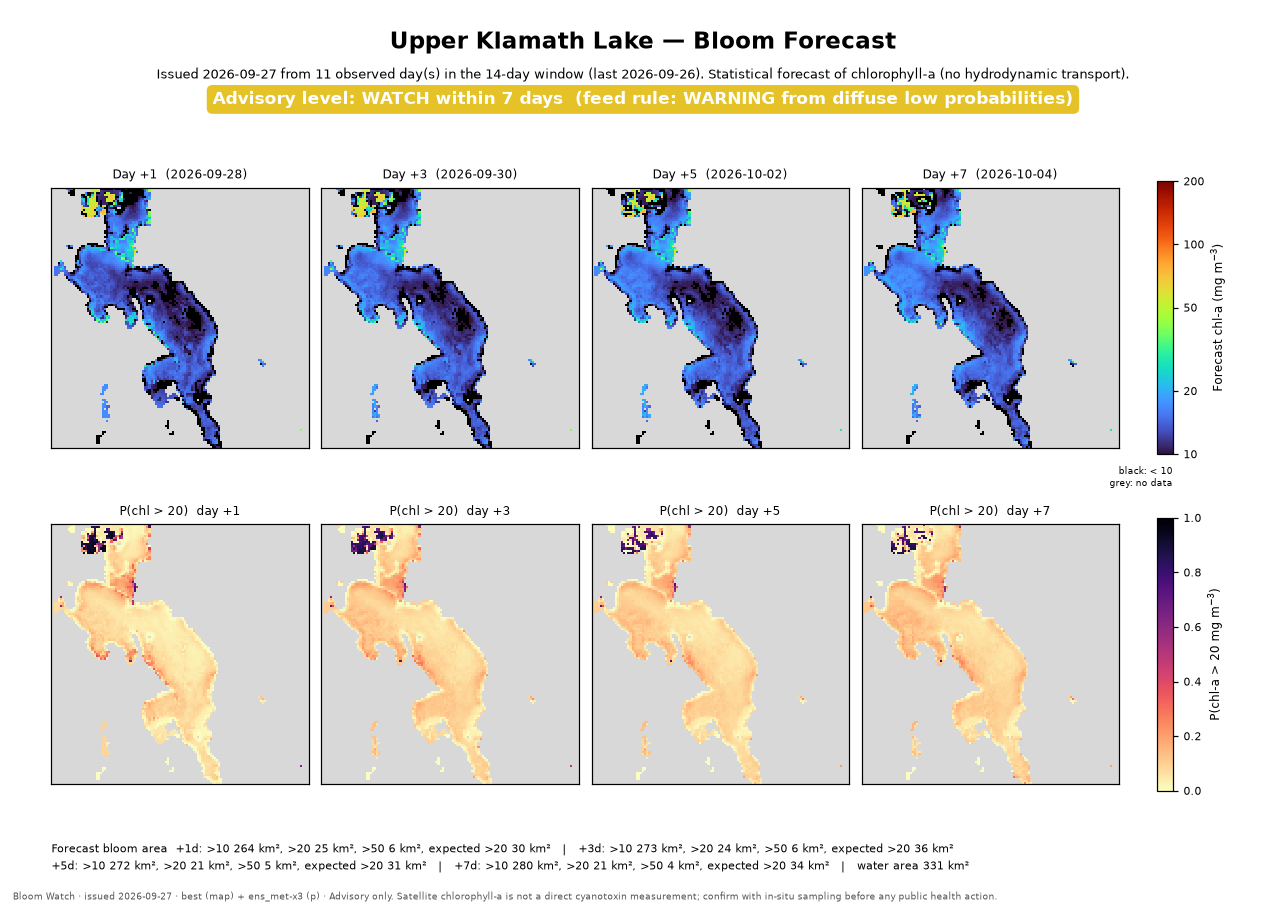 Upper Klamath Lake — Bloom Forecast
Issued 2026-09-27 from 11 observed day(s) in the 14-day window (last 2026-09-26). Statistical forecast of chlorophyll-a (no hydrodynamic transport).
Advisory level: WATCH within 7 days  (feed rule: WARNING from diffuse low probabilities)
Day +1  (2026-09-28)
Day +3  (2026-09-30)
Day +5  (2026-10-02)
Day +7  (2026-10-04)
200
100
50
20
10
Forecast chl-a (mg m⁻³)
black: < 10
grey: no data
P(chl > 20)  day +1
P(chl > 20)  day +3
P(chl > 20)  day +5
P(chl > 20)  day +7
1.0
0.8
0.6
0.4
0.2
0.0
P(chl-a > 20 mg m⁻³)
Forecast bloom area  +1d: >10 264 km², >20 25 km², >50 6 km², expected >20 30 km²   |   +3d: >10 273 km², >20 24 km², >50 6 km², expected >20 36 km²
+5d: >10 272 km², >20 21 km², >50 5 km², expected >20 31 km²   |   +7d: >10 280 km², >20 21 km², >50 4 km², expected >20 34 km²   |   water area 331 km²
Bloom Watch · issued 2026-09-27 · best (map) + ens_met-x3 (p) · Advisory only. Satellite chlorophyll-a is not a direct cyanotoxin measurement; confirm with in-situ sampling before any public health action.